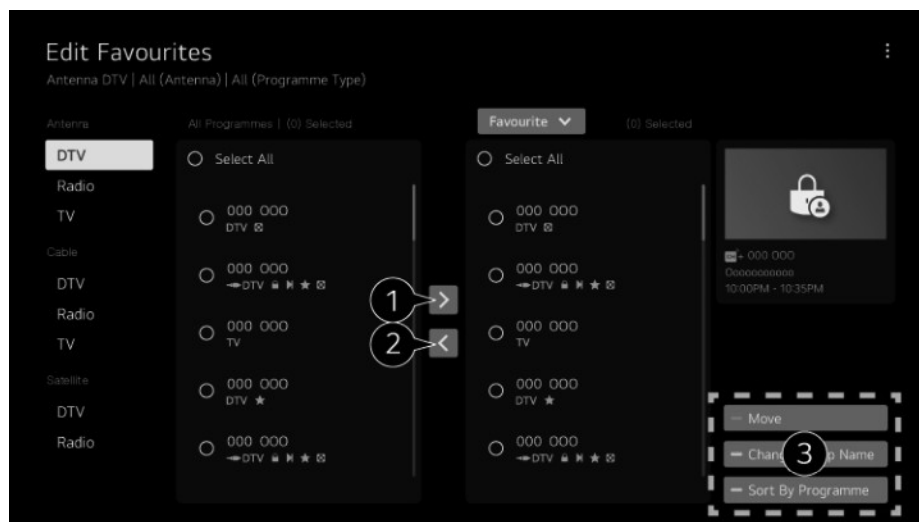 Edit Favourites
Antenna DTV | All (Antenna) | All (Programme Type)
Antenna
DTV
Radio
TV
Cable
DTV
Radio
TV
Satellite
DTV
Radio
All Programmes | (0) Selected
Select All
000 000
DTV
000 000
DTV
000 000
TV
000 000
DTV
000 000
DTV
1
2
Favourite
(0) Selected
Select All
000 000
DTV
000 000
DTV
000 000
TV
000 000
DTV
000 000
DTV
000 000
Oooooooooo
10:00PM - 10:35PM
Move
3
Name
Sort By Programme